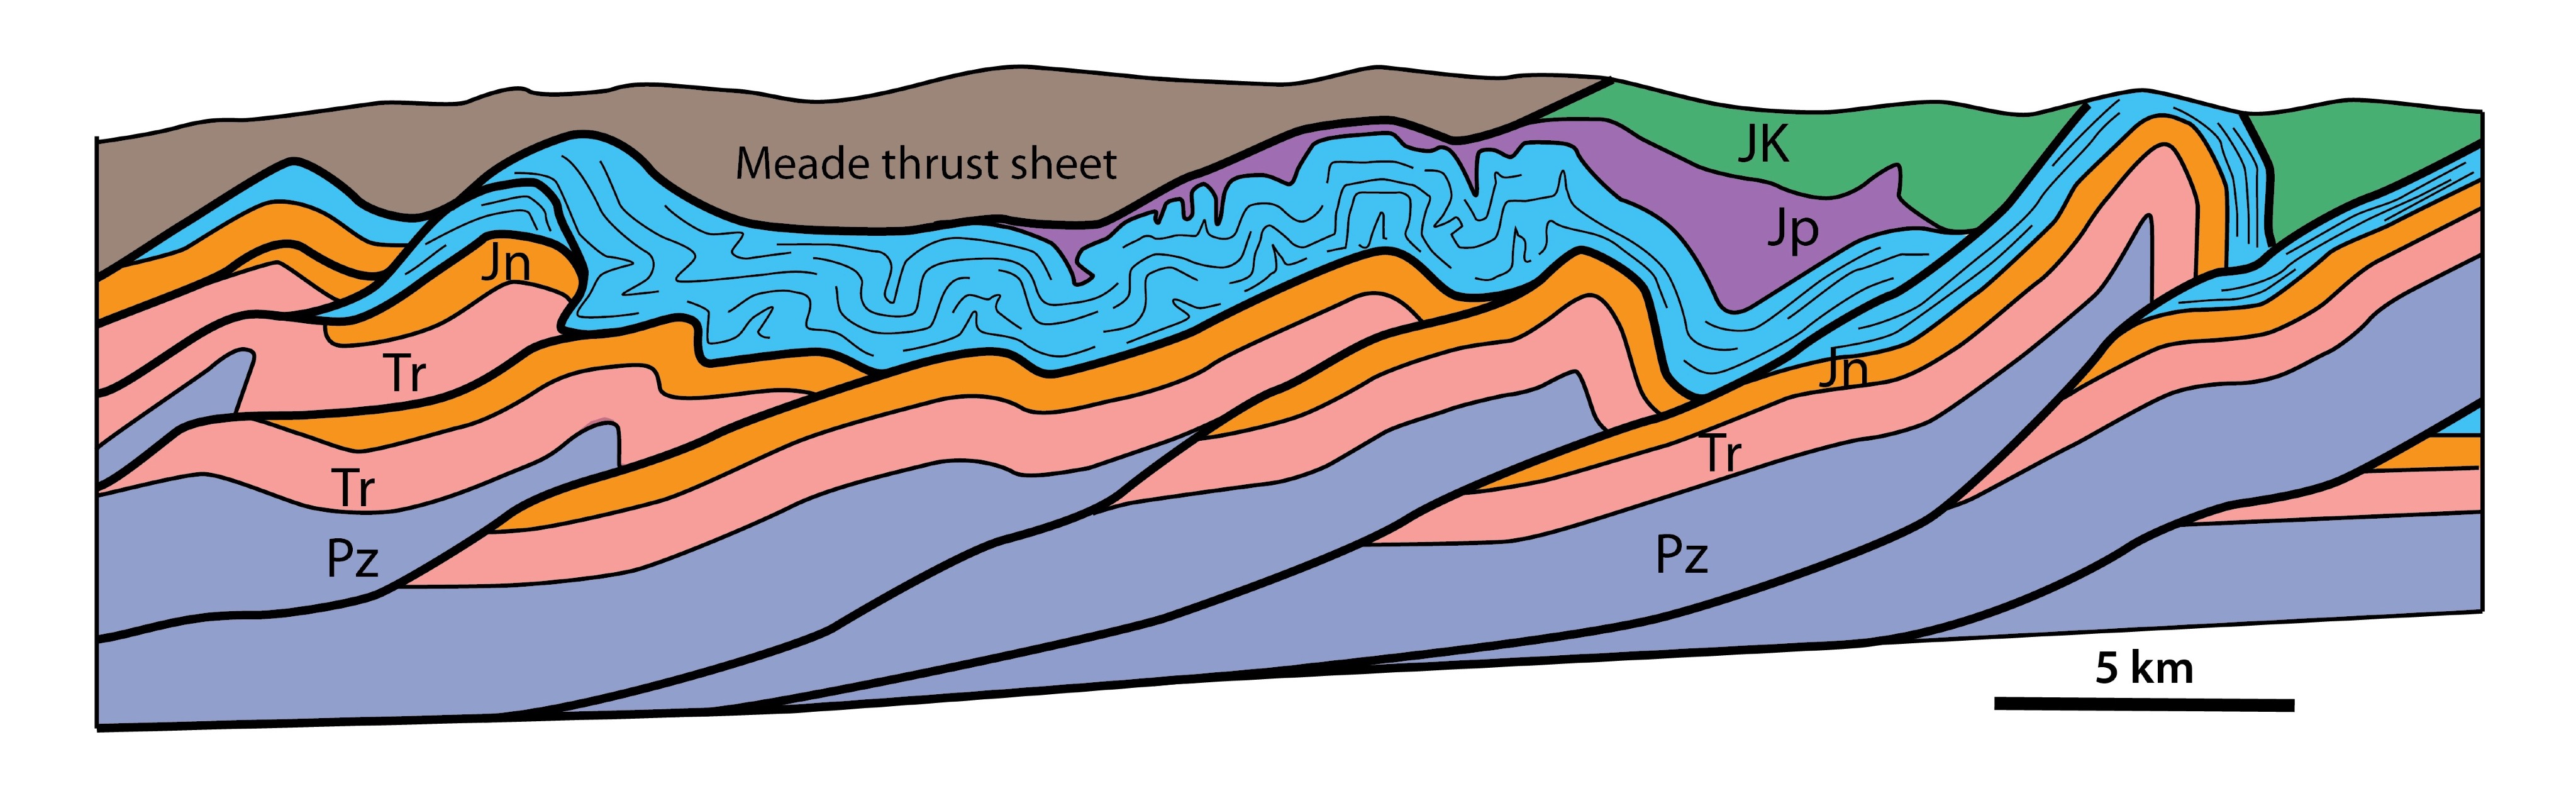 JK
Meade thrust sheet
Jp
Jn
Tr
Jn
Tr
Tr
Pz
Pz
5 km